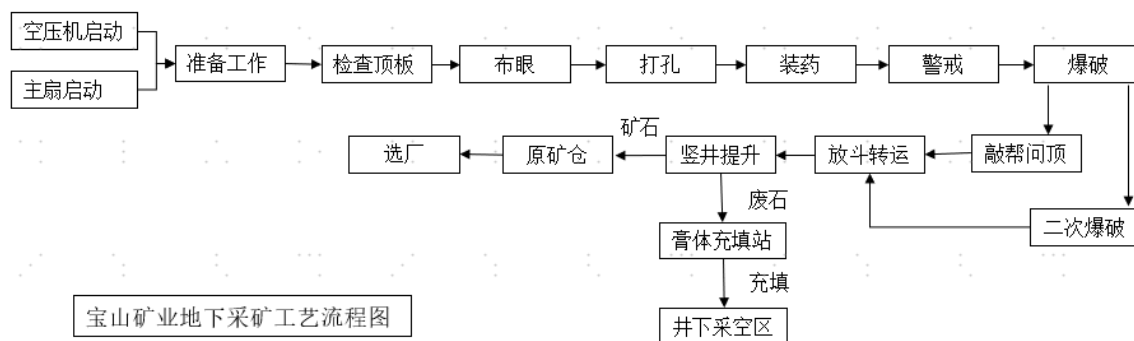 空压机启动
主扇启动
准备工作
检查顶板
布眼
打孔
装药
警戒
爆破
敲帮问顶
二次爆破
放斗转运
竖井提升
矿石
原矿仓
选厂
废石
膏体充填站
充填
井下采空区
宝山矿业地下采矿工艺流程图